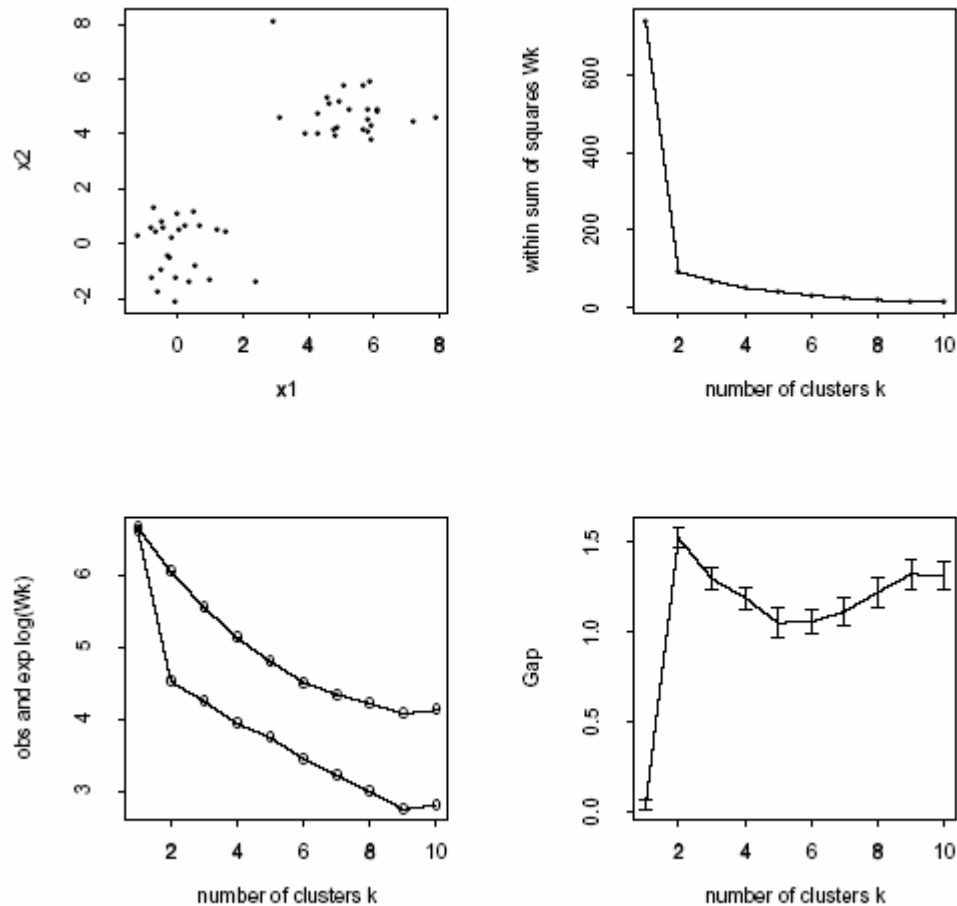 8
6
4
2
0
-2
x2
0 2 4 6 8
x1
600
400
200
0
within sum of squares Wk
2 4 6 8 10
number of clusters k
6
5
4
3
obs and exp log(Wk)
2 4 6 8 10
number of clusters k
1.5
1.0
0.5
0.0
Gap
2 4 6 8 10
number of clusters k